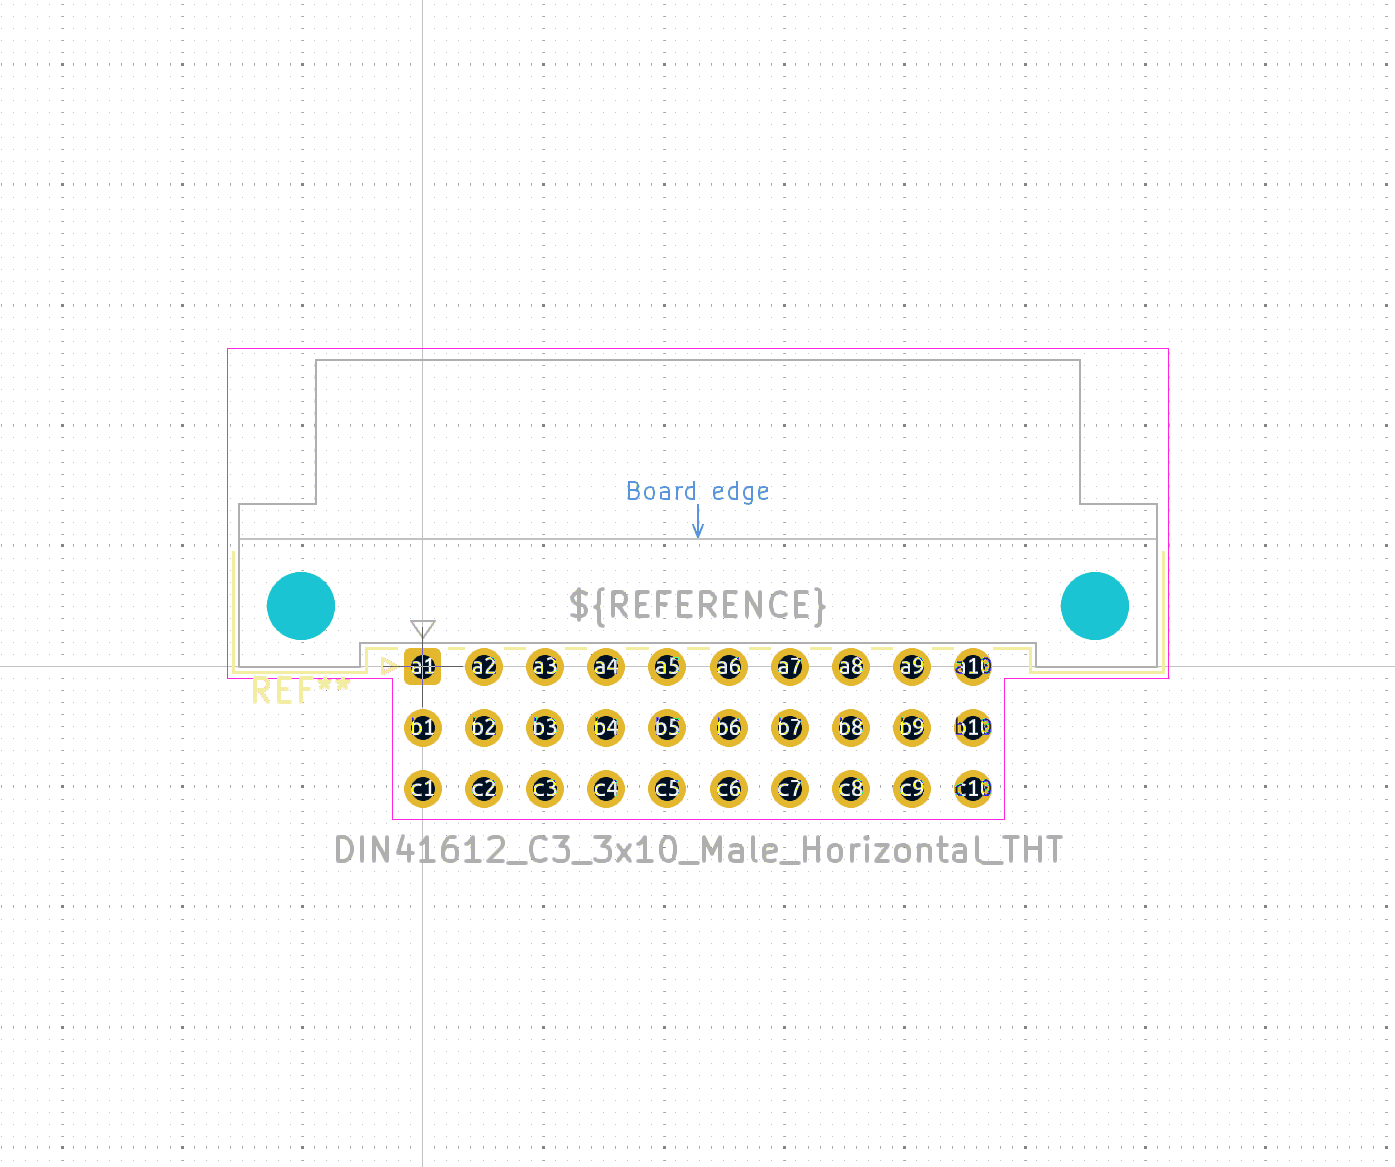 Board edge
${REFERENCE}
a1 a2 a3 a4 a5 a6 a7 a8 a9 a10
REF**
b1 b2 b3 b4 b5 b6 b7 b8 b9 b10
c1 c2 c3 c4 c5 c6 c7 c8 c9 c10
DIN41612_C3_3x10_Male_Horizontal_THT